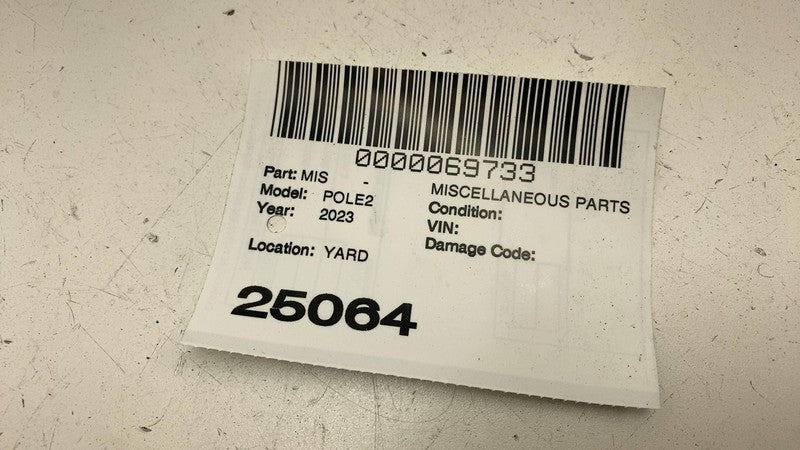 0000069733
Part: MIS - MISCELLANEOUS PARTS
Model: POLE2 Condition:
Year: 2023 VIN:
Location: YARD Damage Code:
25064